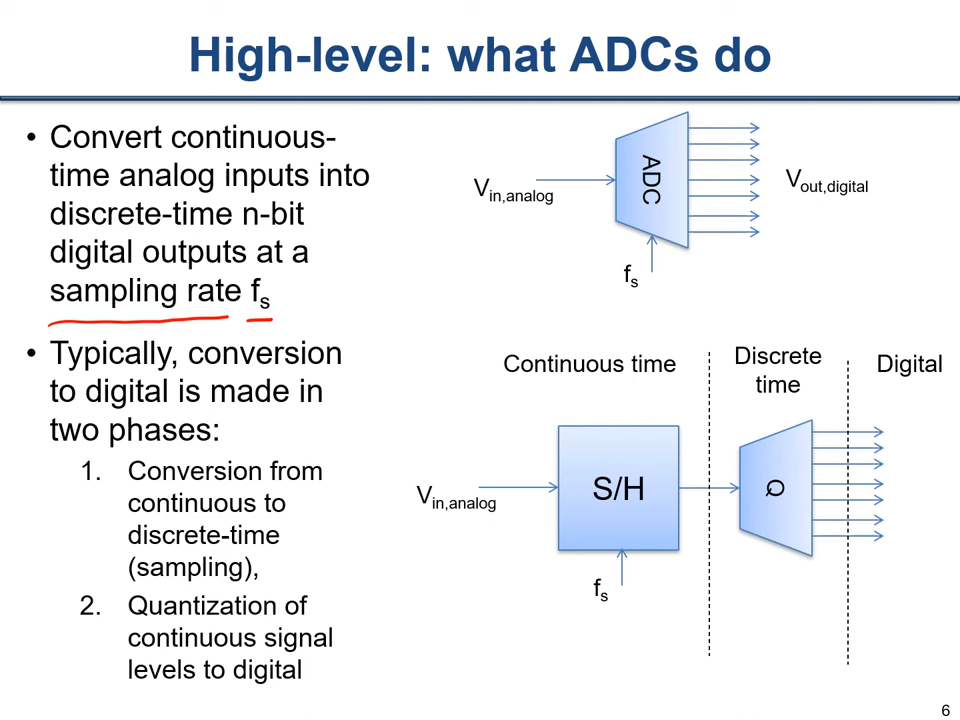 High-level: what ADCs do
• Convert continuous-
time analog inputs into
discrete-time n-bit
digital outputs at a
sampling rate fs
• Typically, conversion
to digital is made in
two phases:
1. Conversion from
continuous to
discrete-time
(sampling),
2. Quantization of
continuous signal
levels to digital
Vin,analog
ADC
Vout,digital
fs
Continuous time
Discrete
time
Digital
Vin,analog
S/H
Q
fs
6